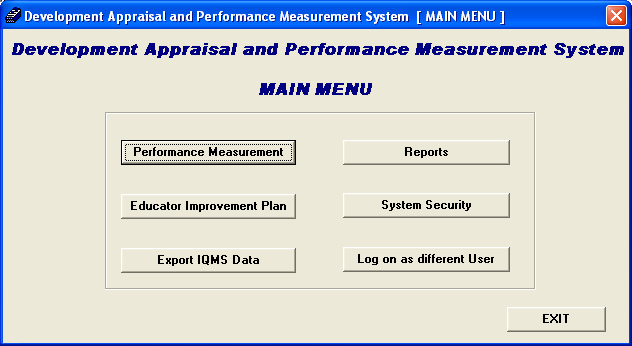 Development Appraisal and Performance Measurement System [ MAIN MENU ]
Development Appraisal and Performance Measurement System
MAIN MENU
Performance Measurement
Reports
Educator Improvement Plan
System Security
Export IQMS Data
Log on as different User
EXIT